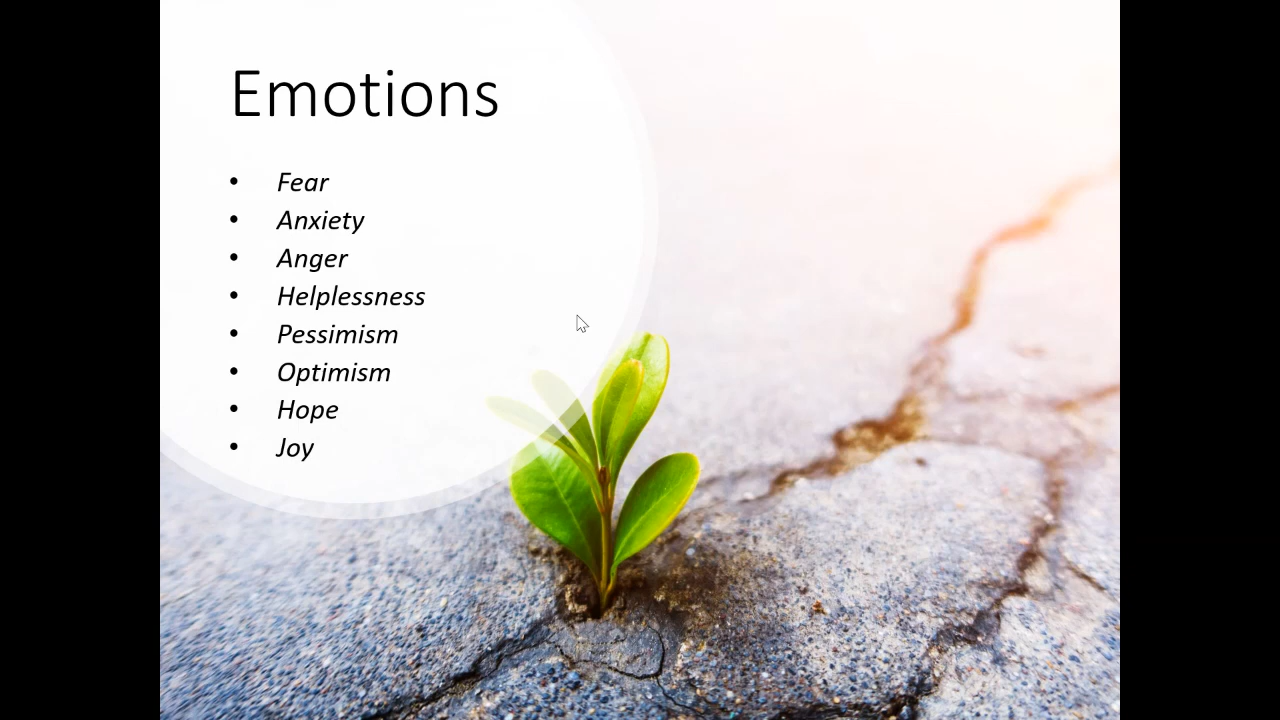 Emotions
• Fear
• Anxiety
• Anger
• Helplessness
• Pessimism
• Optimism
• Hope
• Joy